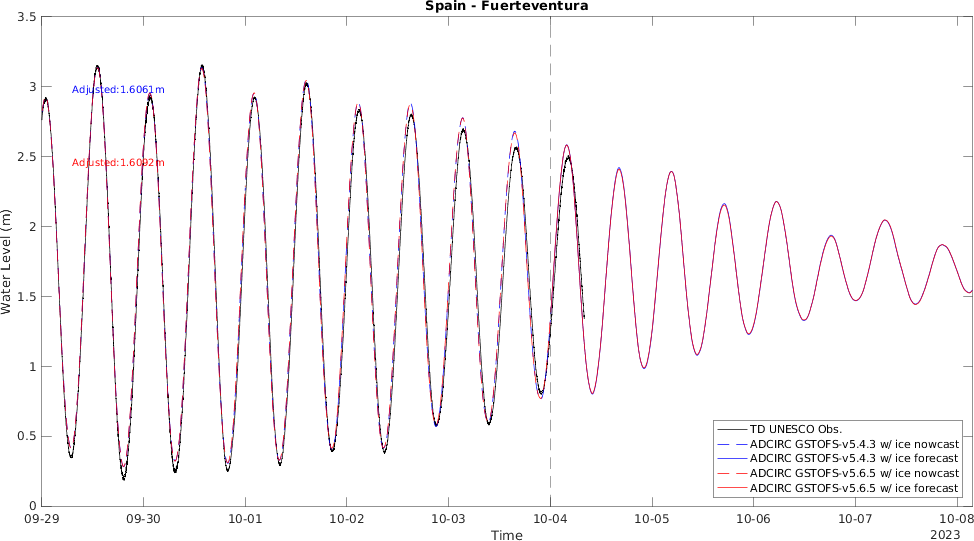 Spain - Fuerteventura
3.5
3
2.5
2
1.5
1
0.5
0
Water Level (m)
Adjusted:1.6061m
Adjusted:1.6092m
TD UNESCO Obs.
ADCIRC GSTOFS-v5.4.3 w/ ice nowcast
ADCIRC GSTOFS-v5.4.3 w/ ice forecast
ADCIRC GSTOFS-v5.6.5 w/ ice nowcast
ADCIRC GSTOFS-v5.6.5 w/ ice forecast
09-29 09-30 10-01 10-02 10-03 10-04 10-05 10-06 10-07 10-08
2023
Time